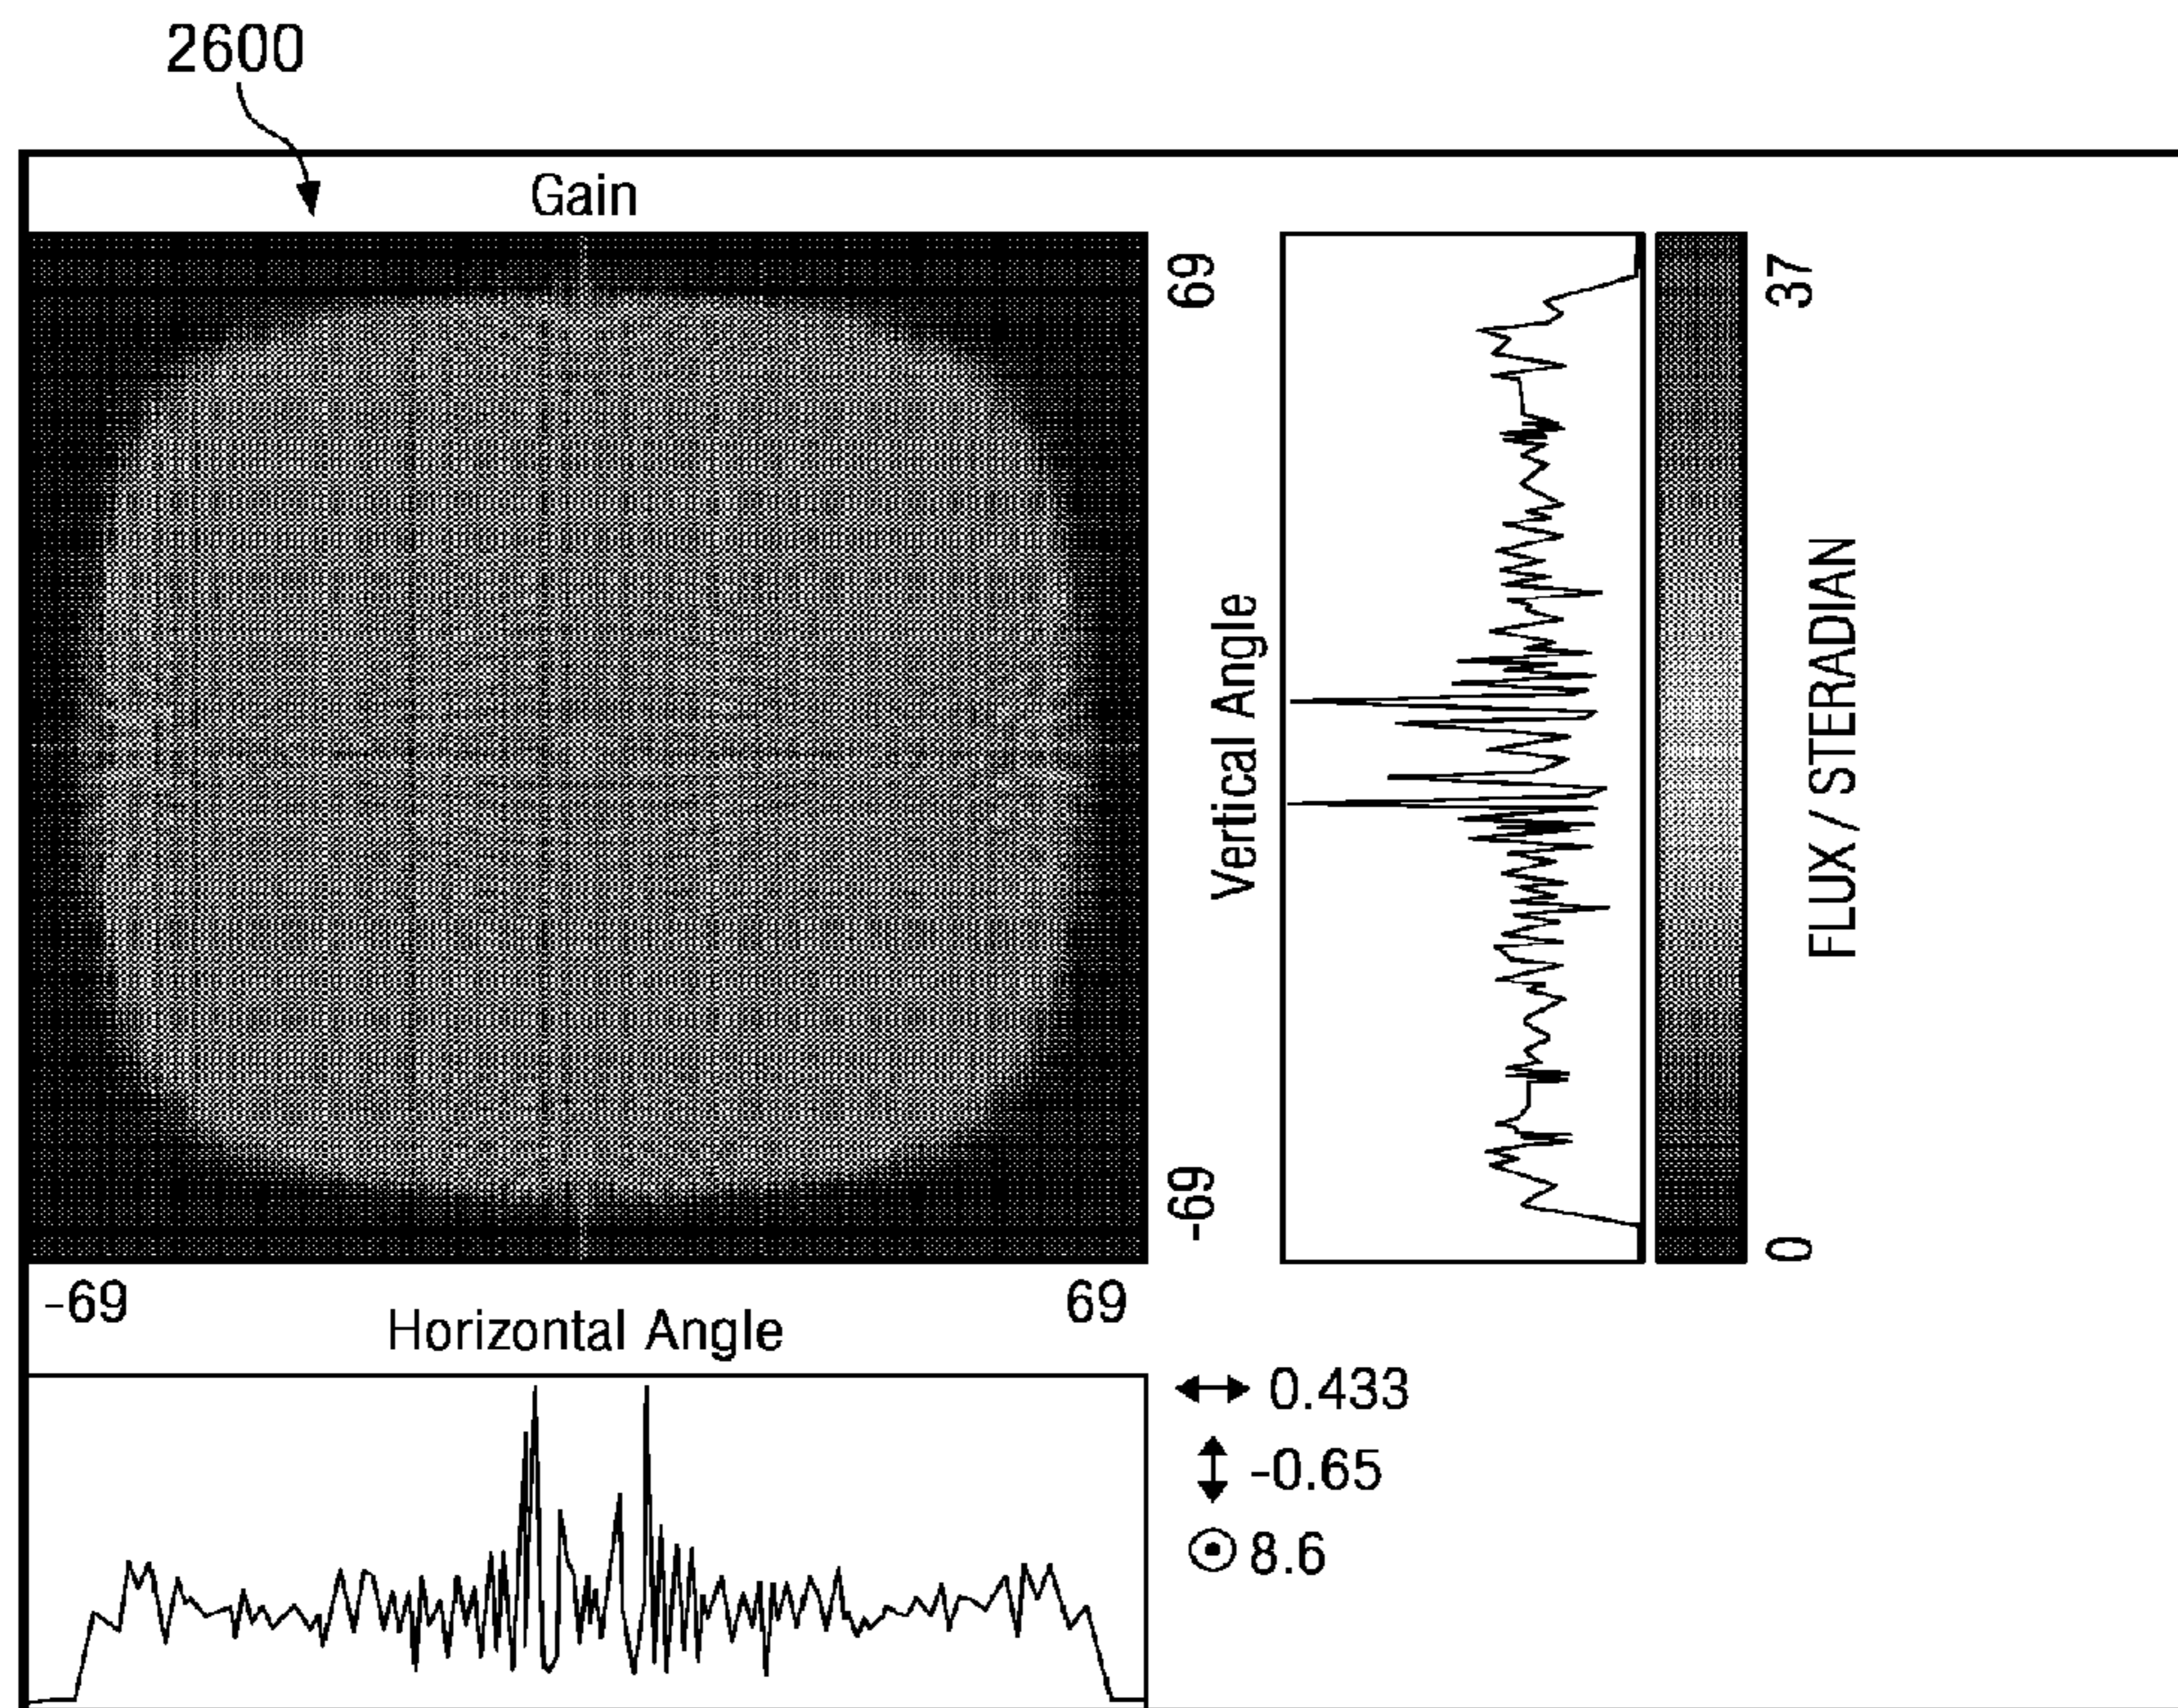 2600
Gain
69
Vertical Angle
-69
37
FLUX / STERADIAN
0
-69
Horizontal Angle
69
0.433
-0.65
8.6